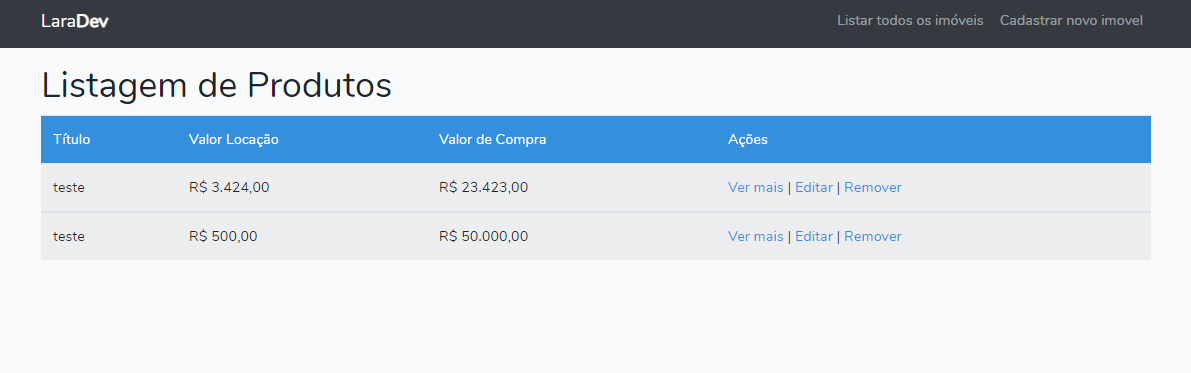 LaraDev Listar todos os imóveis Cadastrar novo imovel
Listagem de Produtos
Título Valor Locação Valor de Compra Ações
teste R$ 3.424,00 R$ 23.423,00 Ver mais | Editar | Remover
teste R$ 500,00 R$ 50.000,00 Ver mais | Editar | Remover